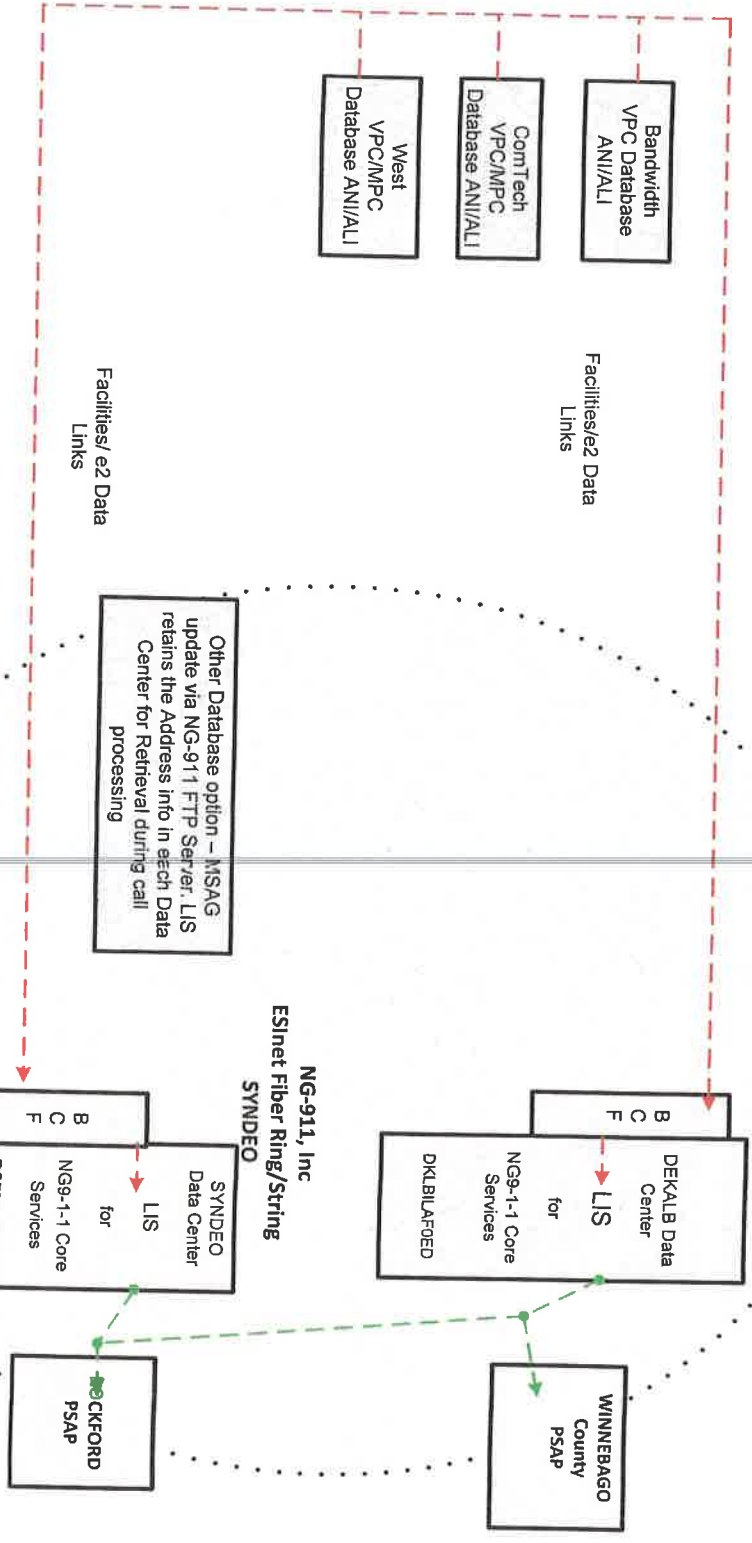 Bandwidth
VPC Database
ANI/ALI
ComTech
VPC/MPC
Database ANI/ALI
West
VPC/MPC
Database ANI/ALI
Facilities/e2 Data
Links
Facilities/ e2 Data
Links
Other Database option – MSAG
update via NG-911 FTP Server. LIS
retains the Address info in each Data
Center for Retrieval during call
processing
NG-911, Inc
ESInet Fiber Ring/String
SYNDEO
B
C
F
DEKALB Data
Center
LIS
for
NG9-1-1 Core
Services
DKLBILAF0ED
B
C
F
SYNDEO
Data Center
LIS
for
NG9-1-1 Core
Services
WINNEBAGO
County
PSAP
CKFORD
PSAP